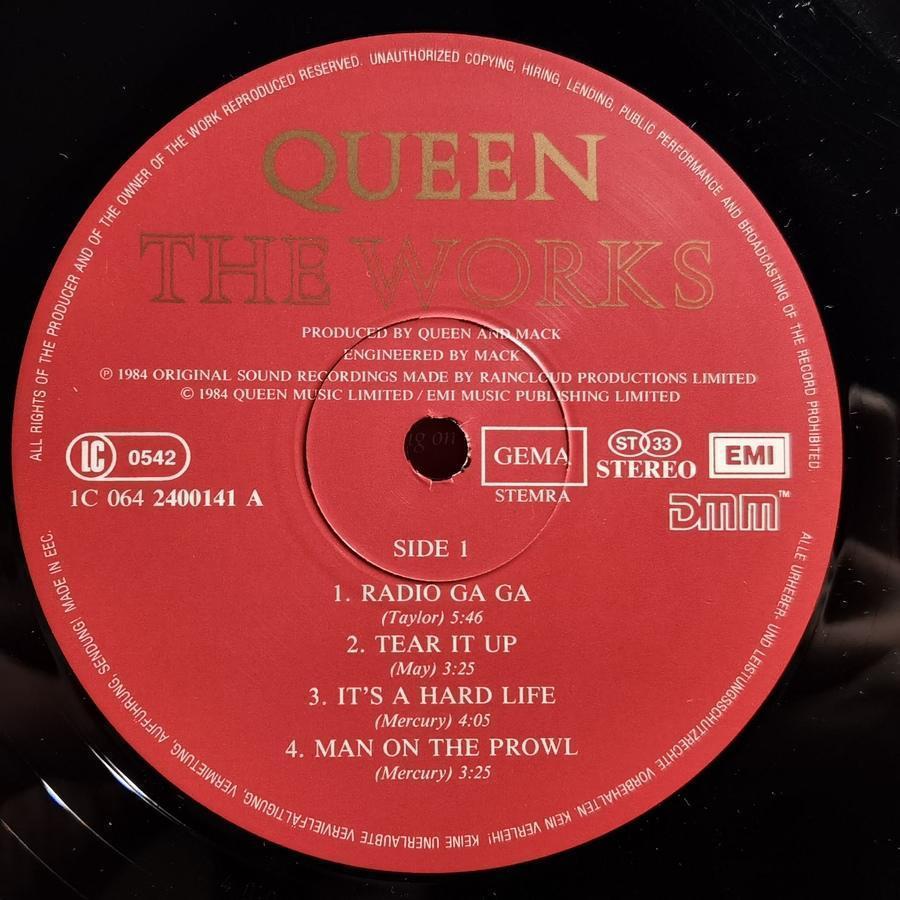 ALL RIGHTS OF THE PRODUCER AND OF THE OWNER OF THE WORK REPRODUCED RESERVED. UNAUTHORIZED COPYING, HIRING, LENDING, PUBLIC PERFORMANCE AND BROADCASTING OF THE RECORD PROHIBITED.
QUEEN
THE WORKS
PRODUCED BY QUEEN AND MACK
ENGINEERED BY MACK
℗ 1984 ORIGINAL SOUND RECORDINGS MADE BY RAINCLOUD PRODUCTIONS LIMITED
© 1984 QUEEN MUSIC LIMITED / EMI MUSIC PUBLISHING LIMITED
LC 0542
1C 064 2400141 A
GEMA
STEMRA
ST 33
STEREO
EMI
DMM™
SIDE 1
1. RADIO GA GA
(Taylor) 5:46
2. TEAR IT UP
(May) 3:25
3. IT'S A HARD LIFE
(Mercury) 4:05
4. MAN ON THE PROWL
(Mercury) 3:25
ALLE URHEBER- UND LEISTUNGSSCHUTZRECHTE VORBEHALTEN. KEIN VERLEIH! KEINE UNERLAUBTE VERVIELFÄLTIGUNG, VERMIETUNG, AUFFÜHRUNG, SENDUNG! MADE IN EEC.